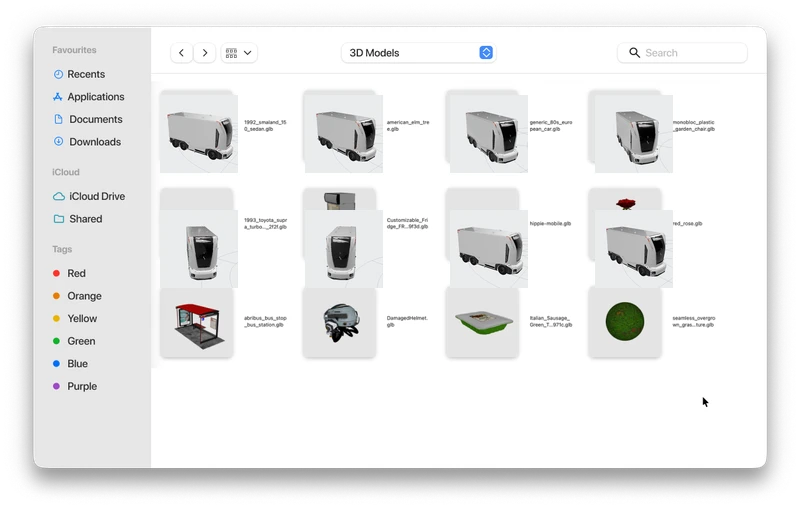 Favourites
Recents
Applications
Documents
Downloads
iCloud
iCloud Drive
Shared
Tags
Red
Orange
Yellow
Green
Blue
Purple
3D Models
Search
1992_smaland_15
0_sedan.glb
american_elm_tre
e.glb
generic_80s_euro
pean_car.glb
monobloc_plastic
_garden_chair.glb
1993_toyota_supr
a_turbo..._2f2f.glb
Customizable_Fri
dge_FR...9f3d.glb
hippie-mobile.glb
red_rose.glb
abribus_bus_stop
_bus_station.glb
DamagedHelmet.
glb
Italian_Sausage_
Green_T...971c.glb
seamless_overgro
wn_gras...ture.glb